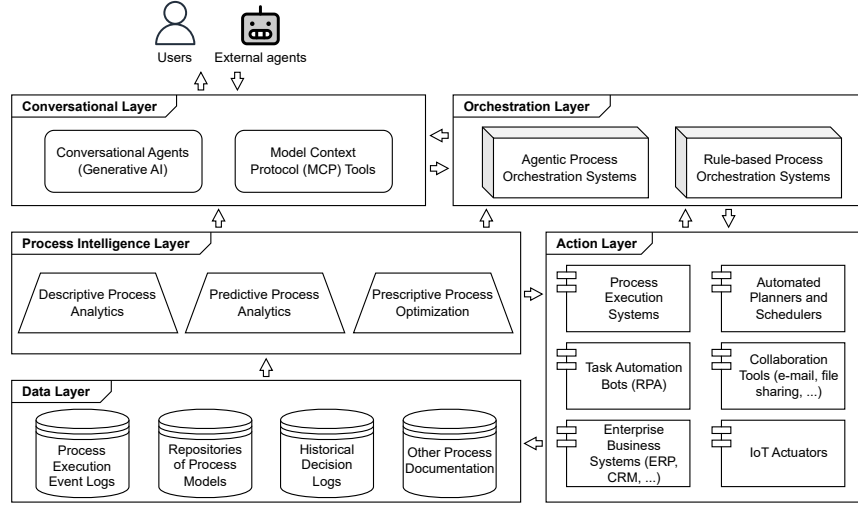 Users
External agents
Conversational Layer
Conversational Agents
(Generative AI)
Model Context
Protocol (MCP) Tools
Orchestration Layer
Agentic Process
Orchestration Systems
Rule-based Process
Orchestration Systems
Process Intelligence Layer
Descriptive Process
Analytics
Predictive Process
Analytics
Prescriptive Process
Optimization
Action Layer
Process
Execution
Systems
Automated
Planners and
Schedulers
Task Automation
Bots (RPA)
Collaboration
Tools (e-mail, file
sharing, ...)
Enterprise
Business
Systems (ERP,
CRM, ...)
IoT Actuators
Data Layer
Process
Execution
Event Logs
Repositories
of Process
Models
Historical
Decision
Logs
Other Process
Documentation